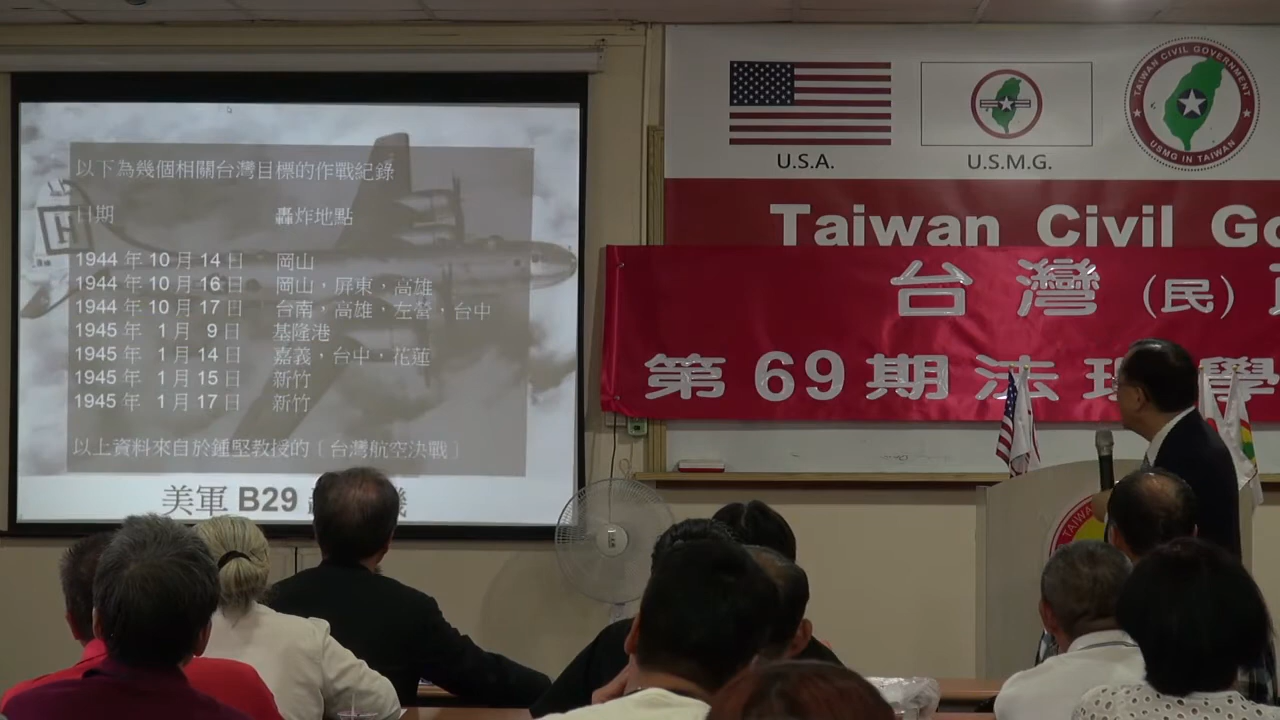 以下為幾個相關台灣目標的作戰紀錄
日期 轟炸地點
1944 年 10 月 14 日 岡山
1944 年 10 月 16 日 岡山，屏東，高雄
1944 年 10 月 17 日 台南，高雄，左營，台中
1945 年 1 月 9 日 基隆港
1945 年 1 月 14 日 嘉義，台中，花蓮
1945 年 1 月 15 日 新竹
1945 年 1 月 17 日 新竹
以上資料來自於鍾堅教授的〔台灣航空決戰〕
美軍 B29
U.S.A.
U.S.M.G.
TAIWAN CIVIL GOVERNMENT
USMG IN TAIWAN
Taiwan Civil Go
台灣（民）
第69期法理學
TAIWAN